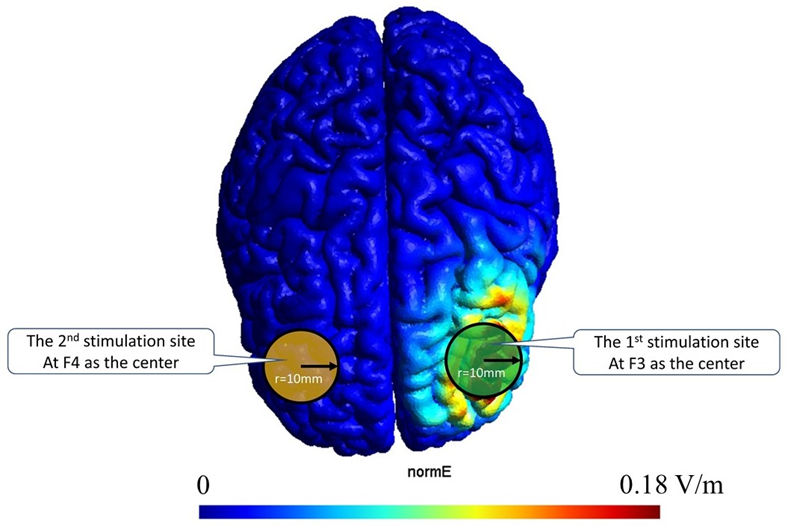 The 2nd stimulation site
At F4 as the center
r=10mm
The 1st stimulation site
At F3 as the center
r=10mm
normE
0
0.18 V/m